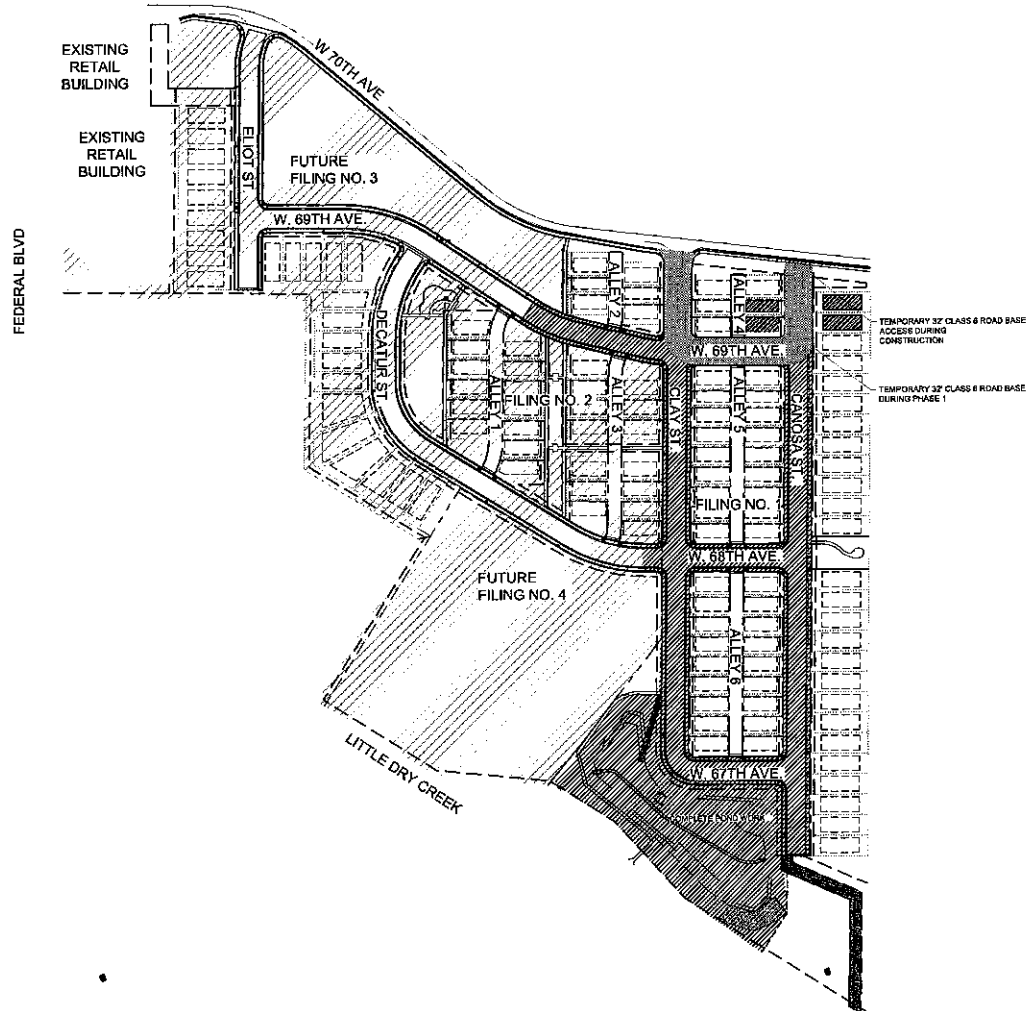 EXISTING
RETAIL
BUILDING
W 70TH AVE
EXISTING
RETAIL
BUILDING
ELIOT ST.
FUTURE
FILING NO. 3
FEDERAL BLVD
W. 69TH AVE.
ALLEY 2
ALLEY 4
TEMPORARY 32' CLASS 6 ROAD BASE
ACCESS DURING
CONSTRUCTION
W. 69TH AVE.
DECATUR ST
TEMPORARY 32' CLASS 6 ROAD BASE
DURING PHASE 1
ALLEY 1
FILING NO. 2
ALLEY 3
CLAY ST.
ALLEY 5
CANOSA ST.
FILING NO. 1
W. 68TH AVE.
FUTURE
FILING NO. 4
ALLEY 6
LITTLE DRY CREEK
W. 67TH AVE.
COMPLETE POND WORK